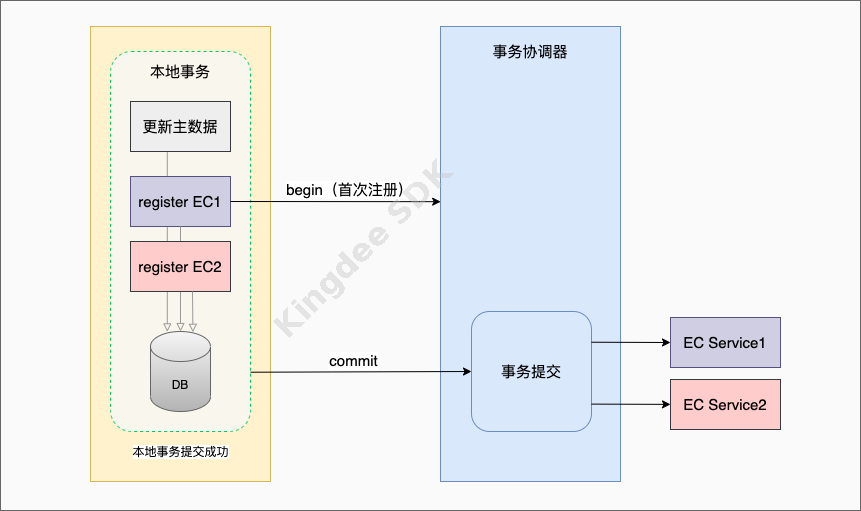 本地事务
更新主数据
register EC1
register EC2
DB
本地事务提交成功
begin（首次注册）
commit
事务协调器
事务提交
EC Service1
EC Service2
Kingdee SDK